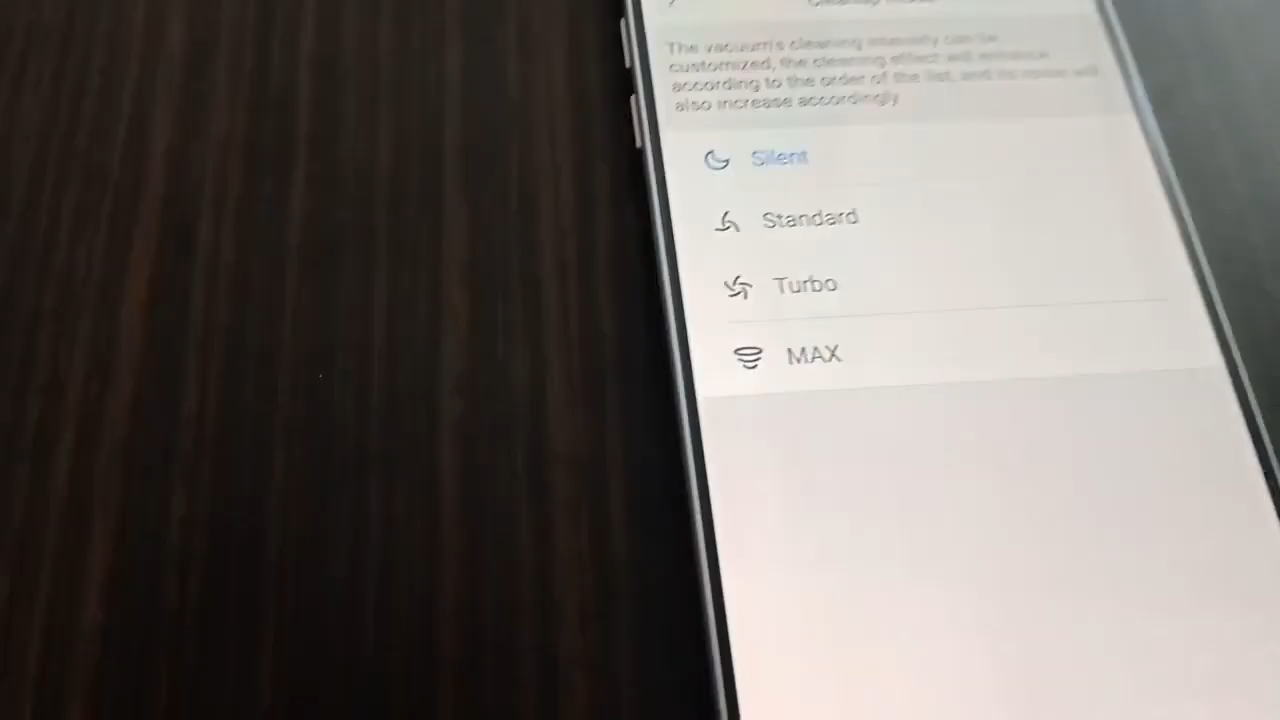 The vacuum's cleaning intensity can be
customized, the cleaning effect will enhance
according to the order of the list, and its noise will
also increase accordingly
Silent
Standard
Turbo
MAX